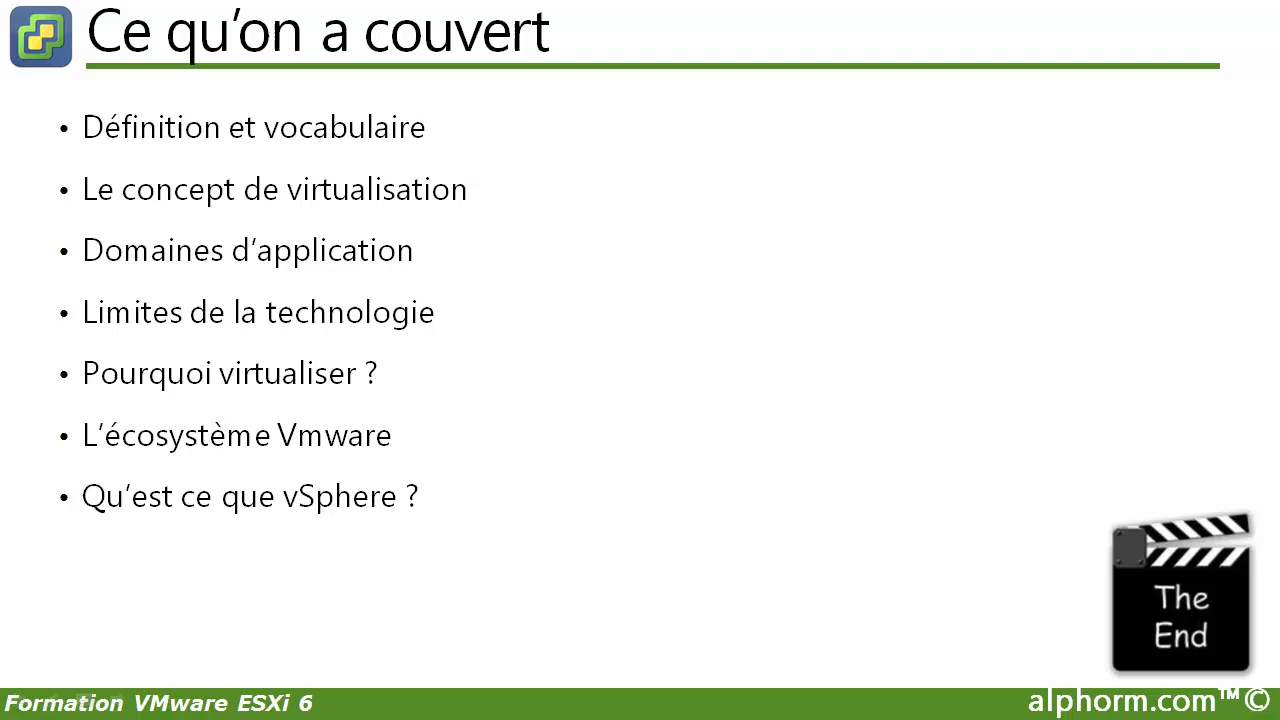 Ce qu’on a couvert
• Définition et vocabulaire
• Le concept de virtualisation
• Domaines d’application
• Limites de la technologie
• Pourquoi virtualiser ?
• L’écosystème Vmware
• Qu’est ce que vSphere ?
The
End
Formation VMware ESXi 6
alphorm.com™©